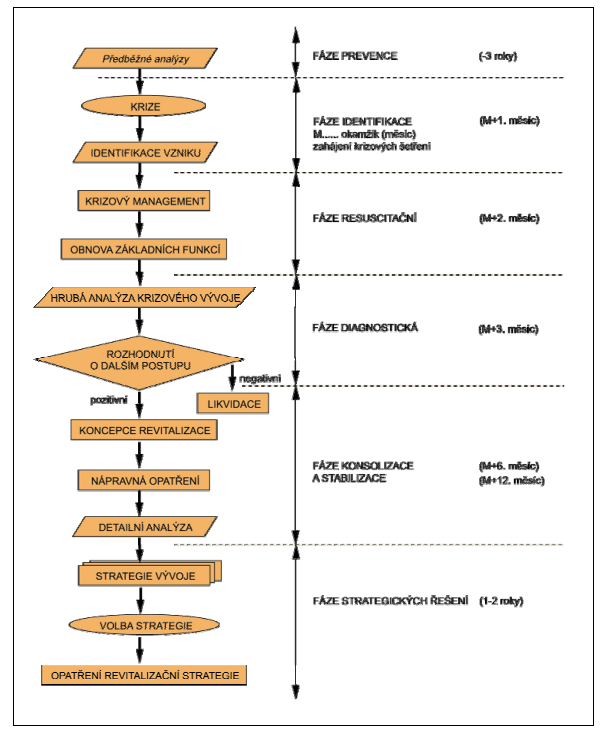 Předběžné analýzy
FÁZE PREVENCE (-3 roky)
KRIZE
FÁZE IDENTIFIKACE (M+1. měsíc)
M...... okamžik (měsíc)
zahájení krizových šetření
IDENTIFIKACE VZNIKU
KRIZOVÝ MANAGEMENT
FÁZE RESUSCITAČNÍ (M+2. měsíc)
OBNOVA ZÁKLADNÍCH FUNKCÍ
HRUBÁ ANALÝZA KRIZOVÉHO VÝVOJE
FÁZE DIAGNOSTICKÁ (M+3. měsíc)
ROZHODNUTÍ
O DALŠÍM POSTUPU
negativní
pozitivní
LIKVIDACE
KONCEPCE REVITALIZACE
FÁZE KONSOLIZACE (M+6. měsíc)
A STABILIZACE (M+12. měsíc)
NÁPRAVNÁ OPATŘENÍ
DETAILNÍ ANALÝZA
STRATEGIE VÝVOJE
FÁZE STRATEGICKÝCH ŘEŠENÍ (1-2 roky)
VOLBA STRATEGIE
OPATŘENÍ REVITALIZAČNÍ STRATEGIE